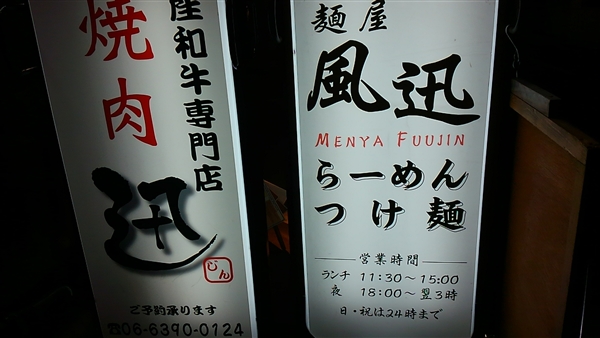 焼肉
産和牛専門店
迅
じん
ご予約承ります
☎06-6390-0124
麺屋
風迅
MENYA FUUJIN
らーめん
つけ麺
営業時間
ランチ 11:30〜15:00
夜 18:00〜翌3時
日・祝は24時まで